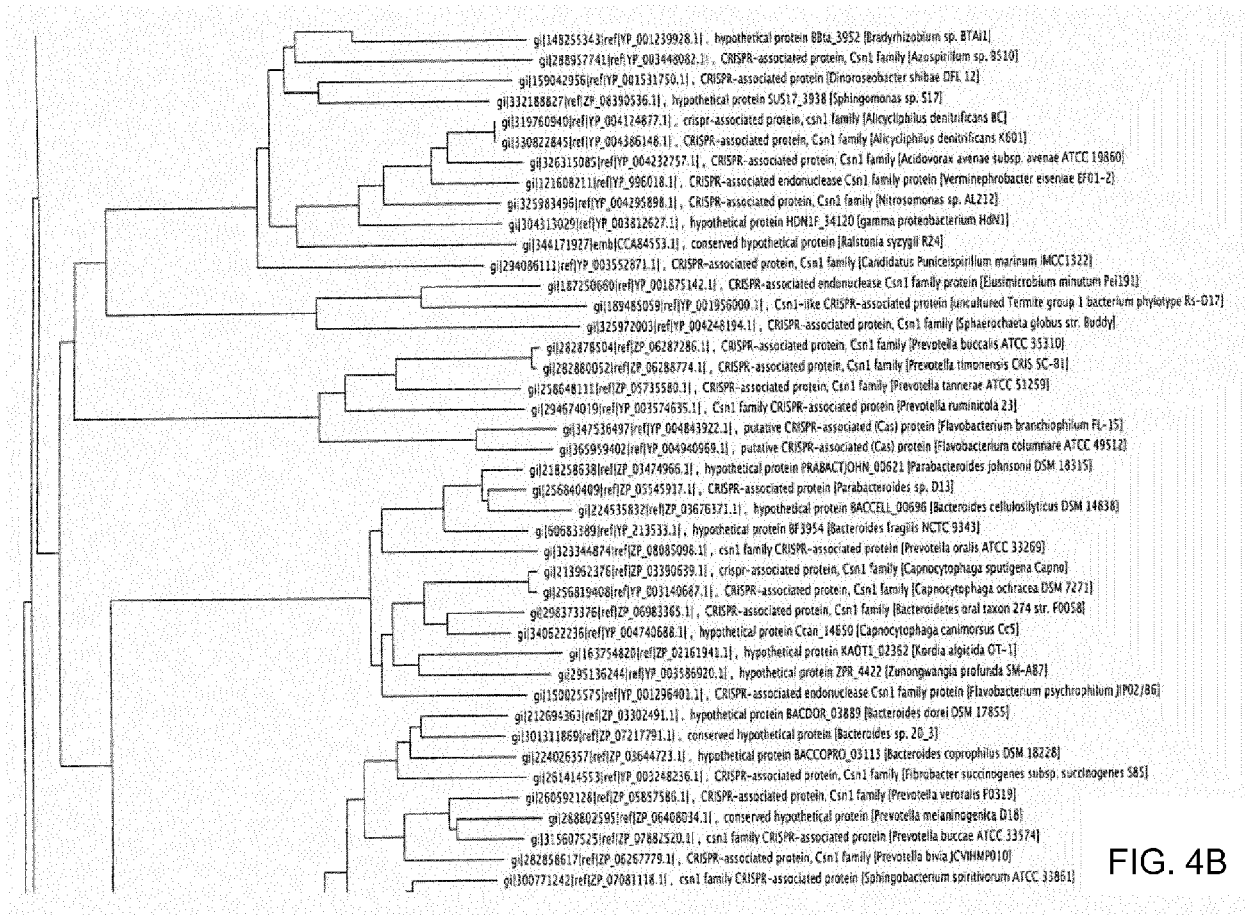 gi|148255343|ref|YP_001239928.1|, hypothetical protein BBta_3952 [Bradyrhizobium sp. BTAi1]
gi|288957741|ref|YP_003448082.1|, CRISPR-associated protein, Csn1 family [Azospirillum sp. B510]
gi|159042956|ref|YP_001531750.1|, CRISPR-associated protein [Dinoroseobacter shibae DFL 12]
gi|332188827|ref|ZP_08390536.1|, hypothetical protein SUS17_3938 [Sphingomonas sp. S17]
gi|319760940|ref|YP_004124877.1|, crispr-associated protein, csn1 family [Alicycliphilus denitrificans BC]
gi|330822845|ref|YP_004386148.1|, CRISPR-associated protein, Csn1 family [Alicycliphilus denitrificans K601]
gi|326315085|ref|YP_004232757.1|, CRISPR-associated protein, Csn1 family [Acidovorax avenae subsp. avenae ATCC 19860]
gi|121608211|ref|YP_996018.1|, CRISPR-associated endonuclease Csn1 family protein [Verminephrobacter eiseniae EF01-2]
gi|325983496|ref|YP_004295898.1|, CRISPR-associated protein, Csn1 family [Nitrosomonas sp. AL212]
gi|304313029|ref|YP_003812627.1|, hypothetical protein HDN1F_34120 [gamma proteobacterium HdN1]
gi|344171927|emb|CCA84553.1|, conserved hypothetical protein [Ralstonia syzygii R24]
gi|294086111|ref|YP_003552871.1|, CRISPR-associated protein, Csn1 family [Candidatus Puniceispirillum marinum IMCC1322]
gi|187250660|ref|YP_001875142.1|, CRISPR-associated endonuclease Csn1 family protein [Elusimicrobium minutum Pei191]
gi|189485059|ref|YP_001956000.1|, Csn1-like CRISPR-associated protein [uncultured Termite group 1 bacterium phylotype Rs-D17]
gi|325972003|ref|YP_004248194.1|, CRISPR-associated protein, Csn1 family [Sphaerochaeta globus str. Buddy]
gi|282878504|ref|ZP_06287286.1|, CRISPR-associated protein, Csn1 family [Prevotella buccalis ATCC 35310]
gi|282880052|ref|ZP_06288774.1|, CRISPR-associated protein, Csn1 family [Prevotella timonensis CRIS 5C-B1]
gi|258648111|ref|ZP_05735580.1|, CRISPR-associated protein, Csn1 family [Prevotella tannerae ATCC 51259]
gi|294674019|ref|YP_003574635.1|, Csn1 family CRISPR-associated protein [Prevotella ruminicola 23]
gi|347536497|ref|YP_004843922.1|, putative CRISPR-associated (Cas) protein [Flavobacterium branchiophilum FL-15]
gi|365959402|ref|YP_004940969.1|, putative CRISPR-associated (Cas) protein [Flavobacterium columnare ATCC 49512]
gi|218258638|ref|ZP_03474966.1|, hypothetical protein PRABACTJOHN_00621 [Parabacteroides johnsonii DSM 18315]
gi|256840409|ref|ZP_05545917.1|, CRISPR-associated protein [Parabacteroides sp. D13]
gi|224535832|ref|ZP_03676371.1|, hypothetical protein BACCELL_00696 [Bacteroides cellulosilyticus DSM 14838]
gi|60683389|ref|YP_213533.1|, hypothetical protein BF3954 [Bacteroides fragilis NCTC 9343]
gi|323344874|ref|ZP_08085098.1|, csn1 family CRISPR-associated protein [Prevotella oralis ATCC 33269]
gi|213962376|ref|ZP_03390639.1|, crispr-associated protein, Csn1 family [Capnocytophaga sputigena Capno]
gi|256819408|ref|YP_003140687.1|, CRISPR-associated protein, Csn1 family [Capnocytophaga ochracea DSM 7271]
gi|298373376|ref|ZP_06983365.1|, CRISPR-associated protein, Csn1 family [Bacteroidetes oral taxon 274 str. F0058]
gi|340622236|ref|YP_004740688.1|, hypothetical protein Ccan_14650 [Capnocytophaga canimorsus Cc5]
gi|163754820|ref|ZP_02161941.1|, hypothetical protein KAOT1_02362 [Kordia algicida OT-1]
gi|295136244|ref|YP_003586920.1|, hypothetical protein ZPR_4422 [Zunongwangia profunda SM-A87]
gi|150025575|ref|YP_001296401.1|, CRISPR-associated endonuclease Csn1 family protein [Flavobacterium psychrophilum JIP02/86]
gi|212694363|ref|ZP_03302491.1|, hypothetical protein BACDOR_03889 [Bacteroides dorei DSM 17855]
gi|301311869|ref|ZP_07217791.1|, conserved hypothetical protein [Bacteroides sp. 20_3]
gi|224026357|ref|ZP_03644723.1|, hypothetical protein BACCOPRO_03113 [Bacteroides coprophilus DSM 18228]
gi|261414553|ref|YP_003248236.1|, CRISPR-associated protein, Csn1 family [Fibrobacter succinogenes subsp. succinogenes S85]
gi|260592128|ref|ZP_05857586.1|, CRISPR-associated protein, Csn1 family [Prevotella veroralis F0319]
gi|288802595|ref|ZP_06408034.1|, conserved hypothetical protein [Prevotella melaninogenica D18]
gi|315607525|ref|ZP_07882520.1|, csn1 family CRISPR-associated protein [Prevotella buccae ATCC 33574]
gi|282858617|ref|ZP_06267779.1|, CRISPR-associated protein, Csn1 family [Prevotella bivia JCVIHMP010]
gi|300771242|ref|ZP_07081118.1|, csn1 family CRISPR-associated protein [Sphingobacterium spiritivorum ATCC 33861]
FIG. 4B